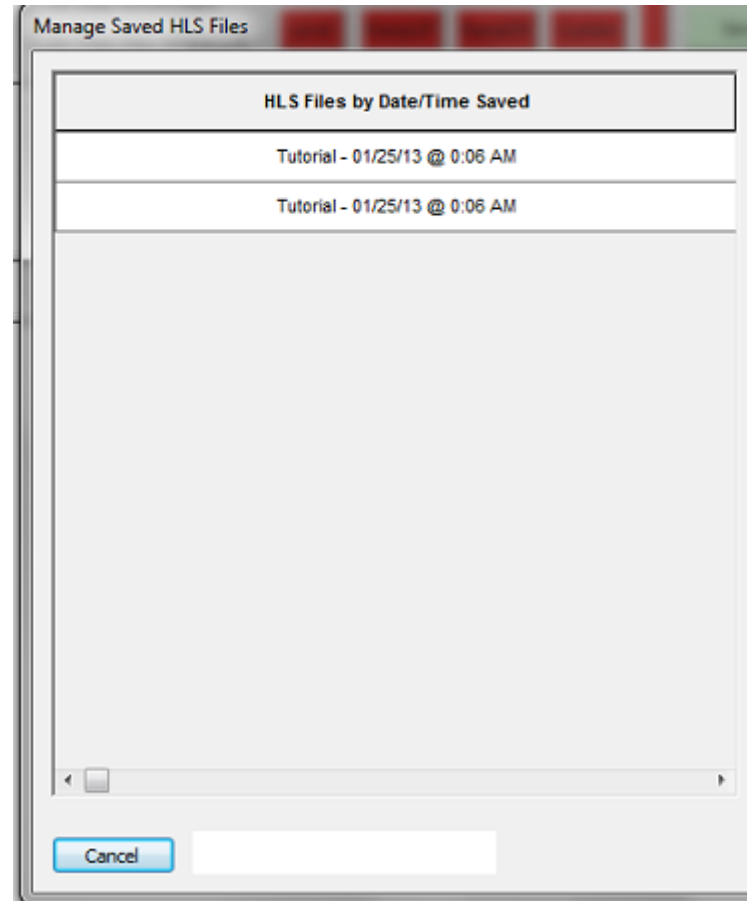 Manage Saved HLS Files
HLS Files by Date/Time Saved
Tutorial - 01/25/13 @ 0:06 AM
Tutorial - 01/25/13 @ 0:06 AM
Cancel